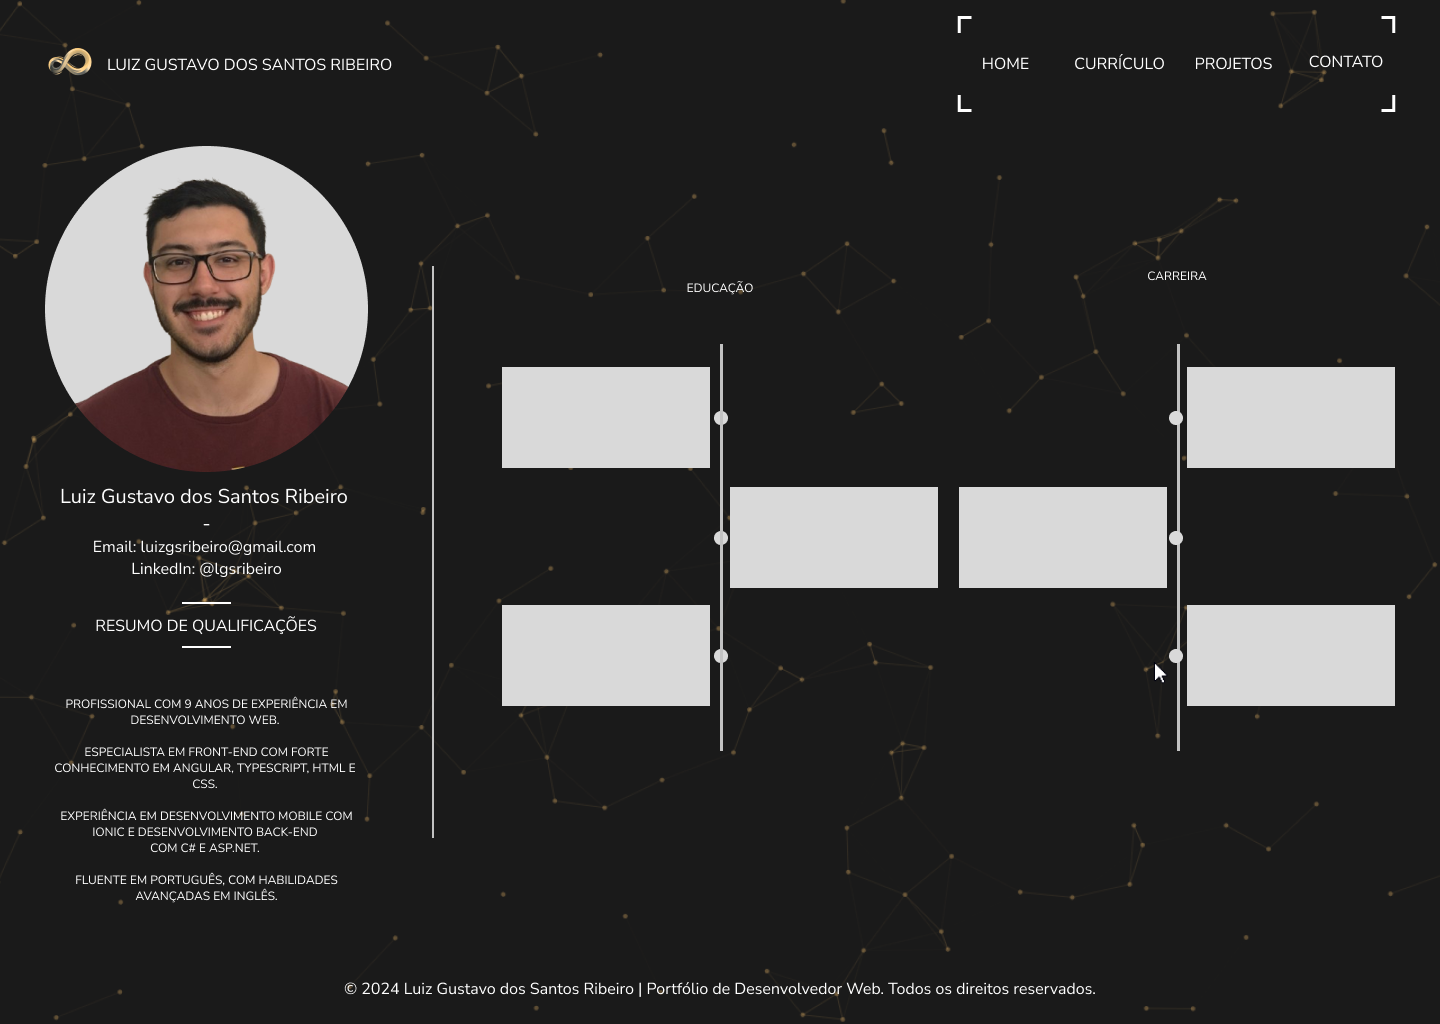 LUIZ GUSTAVO DOS SANTOS RIBEIRO
HOME
CURRÍCULO
PROJETOS
CONTATO
Luiz Gustavo dos Santos Ribeiro
-
Email: luizgsribeiro@gmail.com
LinkedIn: @lgsribeiro
RESUMO DE QUALIFICAÇÕES
PROFISSIONAL COM 9 ANOS DE EXPERIÊNCIA EM
DESENVOLVIMENTO WEB.
ESPECIALISTA EM FRONT-END COM FORTE
CONHECIMENTO EM ANGULAR, TYPESCRIPT, HTML E
CSS.
EXPERIÊNCIA EM DESENVOLVIMENTO MOBILE COM
IONIC E DESENVOLVIMENTO BACK-END
COM C# E ASP.NET.
FLUENTE EM PORTUGUÊS, COM HABILIDADES
AVANÇADAS EM INGLÊS.
EDUCAÇÃO
CARREIRA
© 2024 Luiz Gustavo dos Santos Ribeiro | Portfólio de Desenvolvedor Web. Todos os direitos reservados.